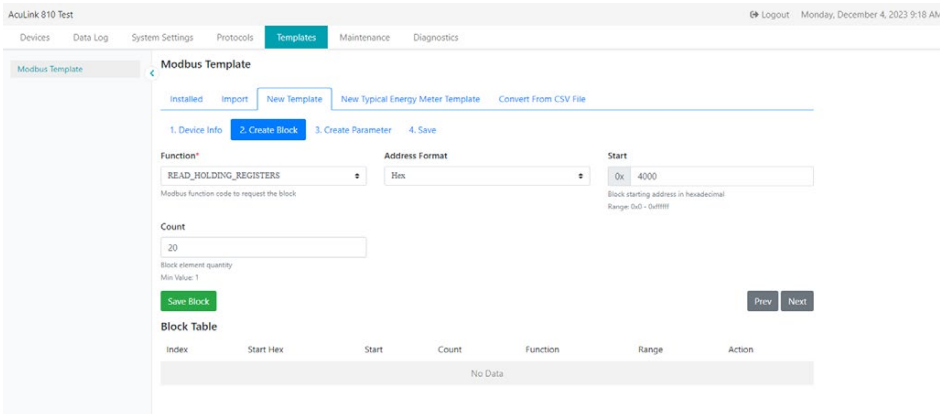 AcuLink 810 Test
Logout Monday, December 4, 2023 9:18 AM
Devices Data Log System Settings Protocols Templates Maintenance Diagnostics
Modbus Template
Modbus Template
Installed Import New Template New Typical Energy Meter Template Convert From CSV File
1. Device Info 2. Create Block 3. Create Parameter 4. Save
Function* Address Format Start
READ_HOLDING_REGISTERS Hex 0x 4000
Modbus function code to request the block Block starting address in hexadecimal
Range: 0x0 - 0xffffff
Count
20
Block element quantity
Min Value: 1
Save Block Prev Next
Block Table
Index Start Hex Start Count Function Range Action
No Data